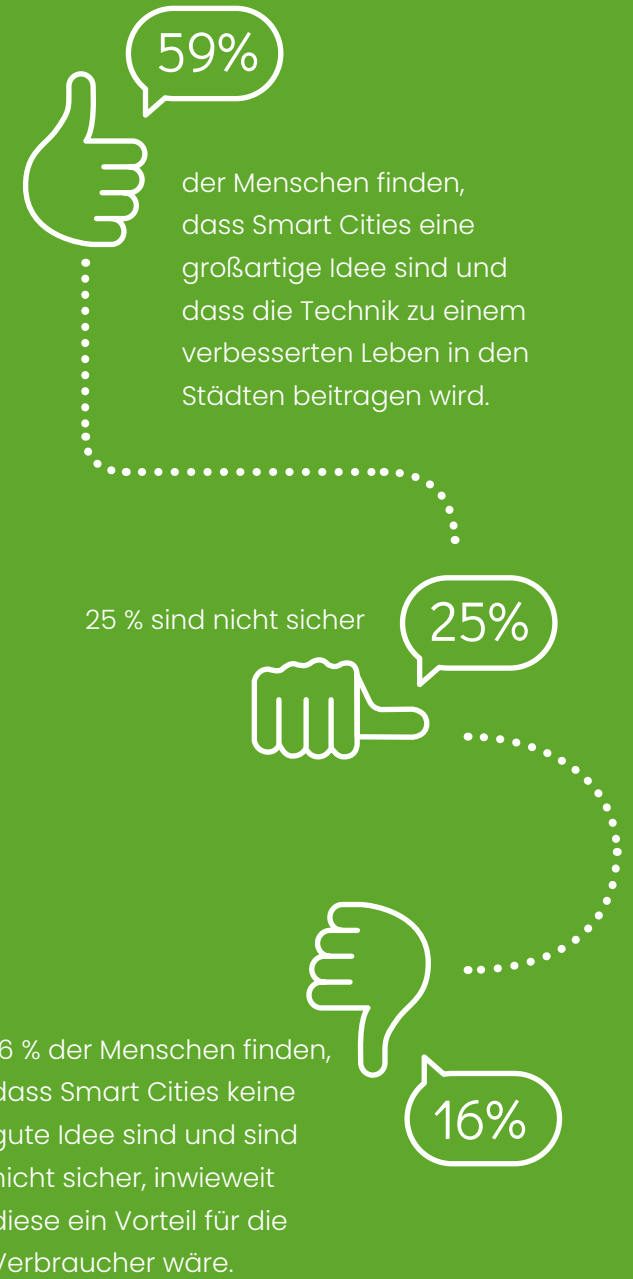 59%
der Menschen finden,
dass Smart Cities eine
großartige Idee sind und
dass die Technik zu einem
verbesserten Leben in den
Städten beitragen wird.
25 % sind nicht sicher
25%
6 % der Menschen finden,
dass Smart Cities keine
gute Idee sind und sind
nicht sicher, inwieweit
diese ein Vorteil für die
Verbraucher wäre.
16%